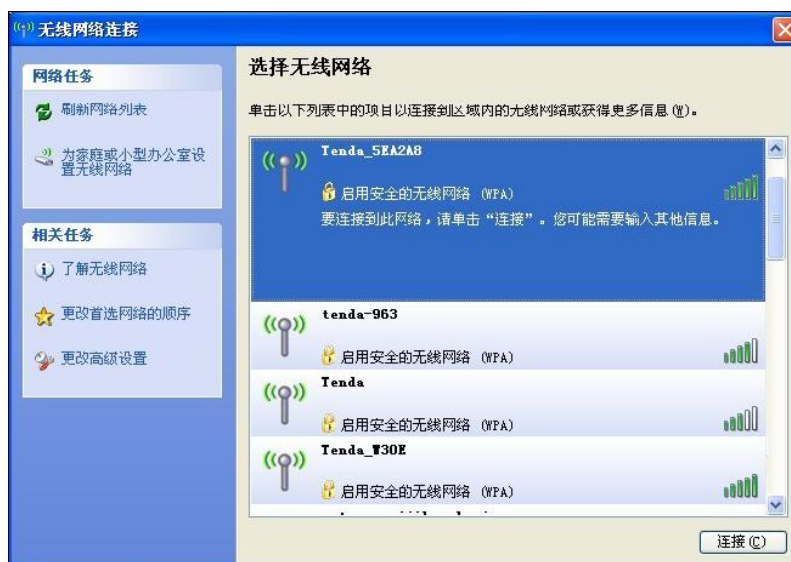 无线网络连接
网络任务
刷新网络列表
为家庭或小型办公室设
置无线网络
相关任务
了解无线网络
更改首选网络的顺序
更改高级设置
选择无线网络
单击以下列表中的项目以连接到区域内的无线网络或获得更多信息(W)。
Tenda_5EA2A8
启用安全的无线网络 (WPA)
要连接到此网络，请单击“连接”。您可能需要输入其他信息。
tenda-963
启用安全的无线网络 (WPA)
Tenda
启用安全的无线网络 (WPA)
Tenda_W30E
启用安全的无线网络 (WPA)
连接(C)